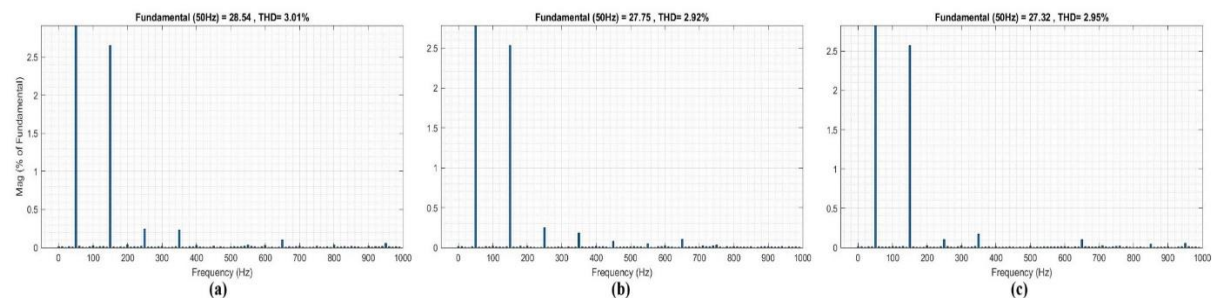 Fundamental (50Hz) = 28.54 , THD= 3.01%
Mag (% of Fundamental)
2.5
2
1.5
1
0.5
0
0 100 200 300 400 500 600 700 800 900 1000
Frequency (Hz)
(a)
Fundamental (50Hz) = 27.75 , THD= 2.92%
2.5
2
1.5
1
0.5
0
0 100 200 300 400 500 600 700 800 900 1000
Frequency (Hz)
(b)
Fundamental (50Hz) = 27.32 , THD= 2.95%
2.5
2
1.5
1
0.5
0
0 100 200 300 400 500 600 700 800 900 1000
Frequency (Hz)
(c)